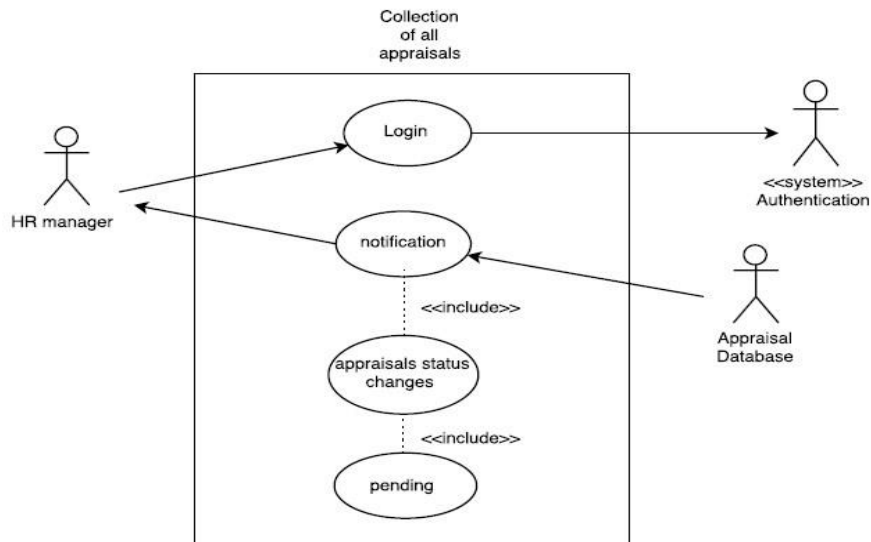 Collection
of all
appraisals
Login
HR manager
<<system>>
Authentication
notification
<<include>>
Appraisal
Database
appraisals status
changes
<<include>>
pending